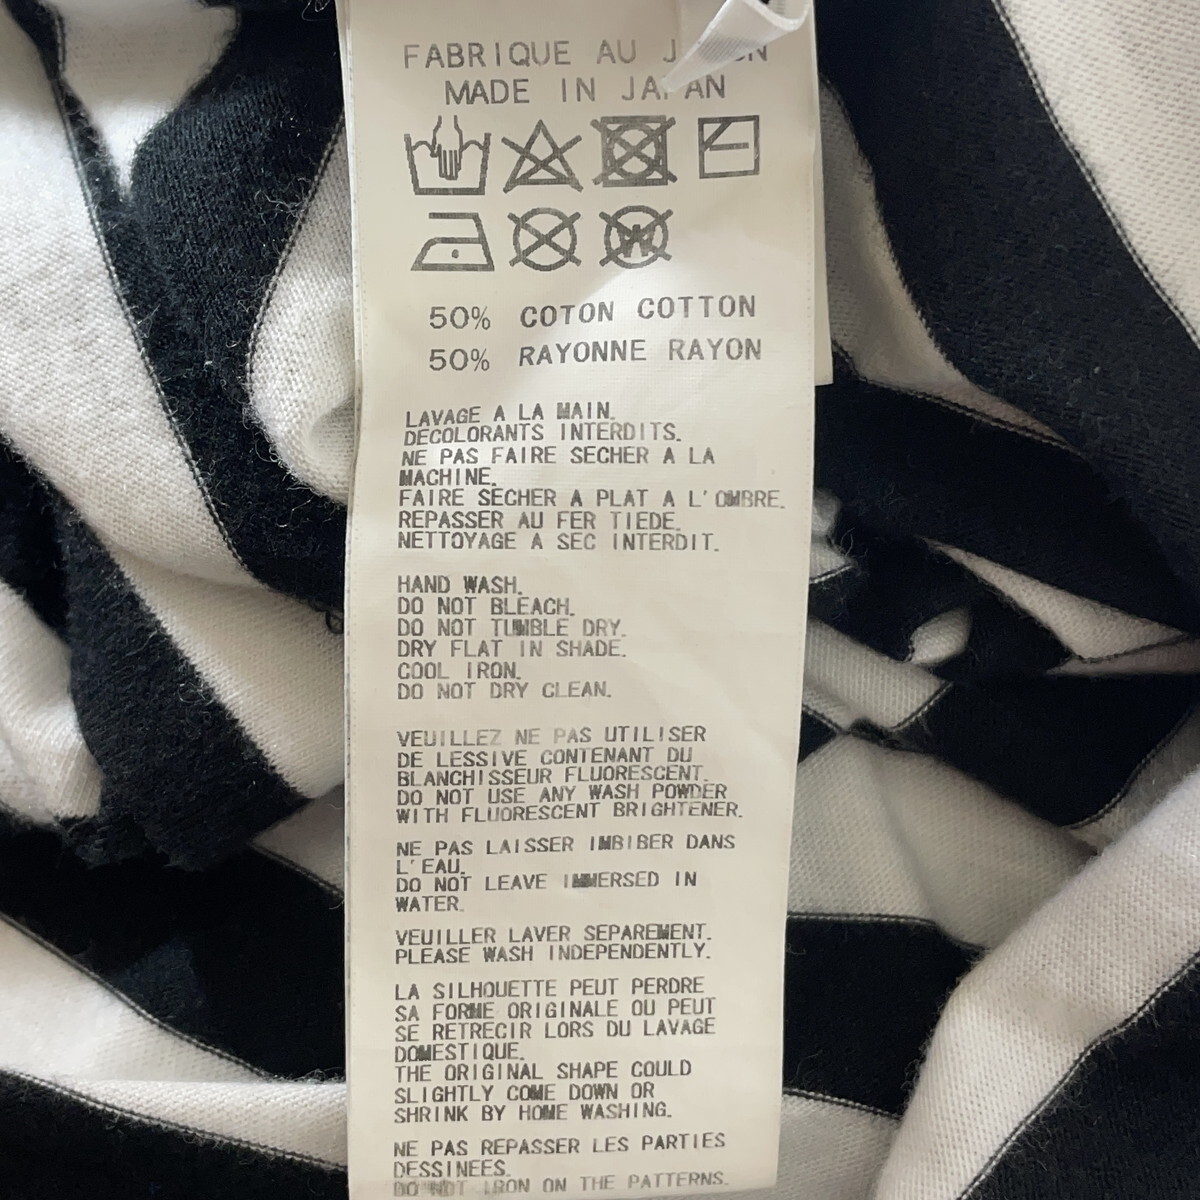 FABRIQUE AU
MADE IN JAPAN
50% COTON COTTON
50% RAYONNE RAYON
LAVAGE A LA MAIN.
DECOLORANTS INTERDITS.
NE PAS FAIRE SECHER A LA
MACHINE.
FAIRE SECHER A PLAT A L'OMBRE.
REPASSER AU FER TIEDE.
NETTOYAGE A SEC INTERDIT.
HAND WASH.
DO NOT BLEACH.
DO NOT TUMBLE DRY.
DRY FLAT IN SHADE.
COOL IRON.
DO NOT DRY CLEAN.
VEUILLEZ NE PAS UTILISER
DE LESSIVE CONTENANT DU
BLANCHISSEUR FLUORESCENT.
DO NOT USE ANY WASH POWDER
WITH FLUORESCENT BRIGHTENER.
NE PAS LAISSER IMBIBER DANS
L'EAU.
DO NOT LEAVE IMMERSED IN
WATER.
VEUILLER LAVER SEPAREMENT.
PLEASE WASH INDEPENDENTLY.
LA SILHOUETTE PEUT PERDRE
SA FORME ORIGINALE OU PEUT
SE RETRECIR LORS DU LAVAGE
DOMESTIQUE.
THE ORIGINAL SHAPE COULD
SLIGHTLY COME DOWN OR
SHRINK BY HOME WASHING.
NE PAS REPASSER LES PARTIES
DESSINEES.
DO NOT IRON ON THE PATTERNS.